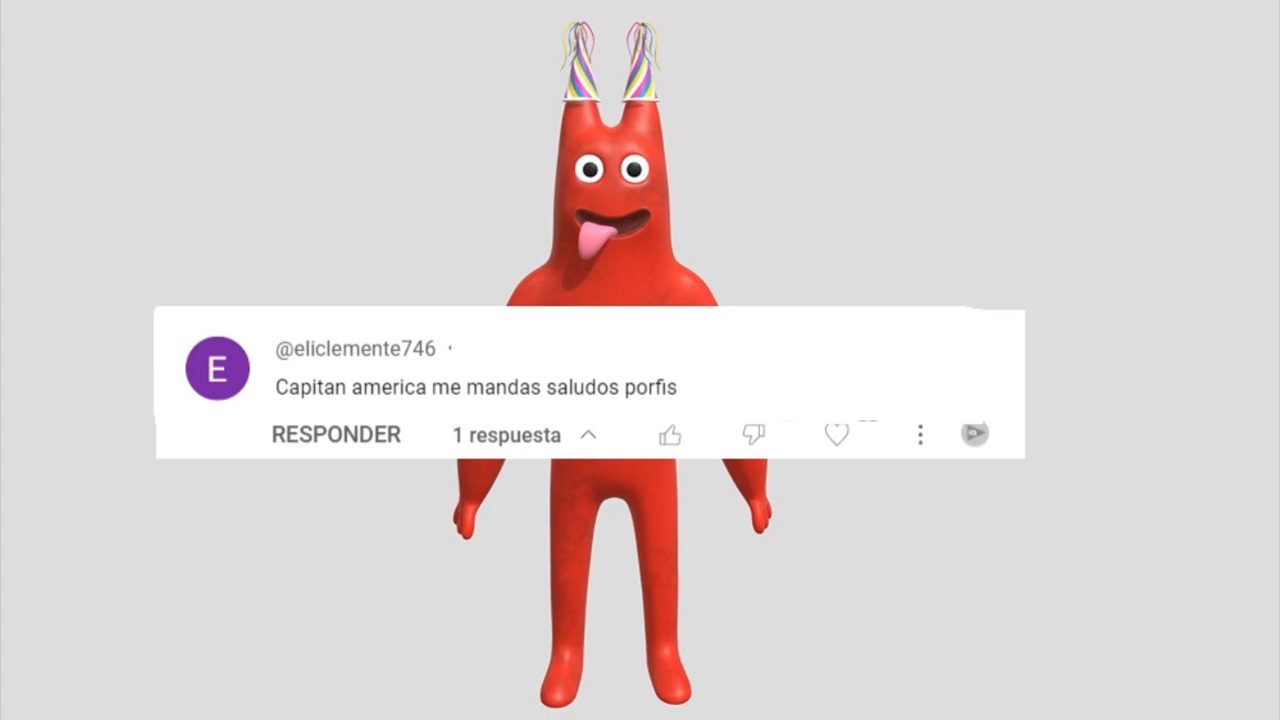 E
@eliclemente746 ·
Capitan america me mandas saludos porfis
RESPONDER 1 respuesta